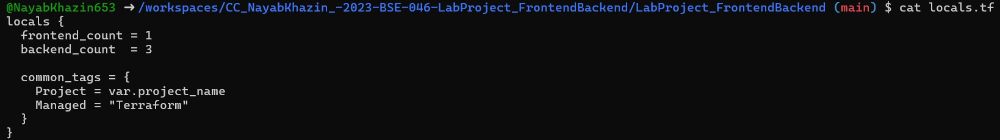 @NayabKhazin653 ➜ /workspaces/CC_NayabKhazin_-2023-BSE-046-LabProject_FrontendBackend/LabProject_FrontendBackend (main) $ cat locals.tf
locals {
  frontend_count = 1
  backend_count  = 3

  common_tags = {
    Project = var.project_name
    Managed = "Terraform"
  }
}